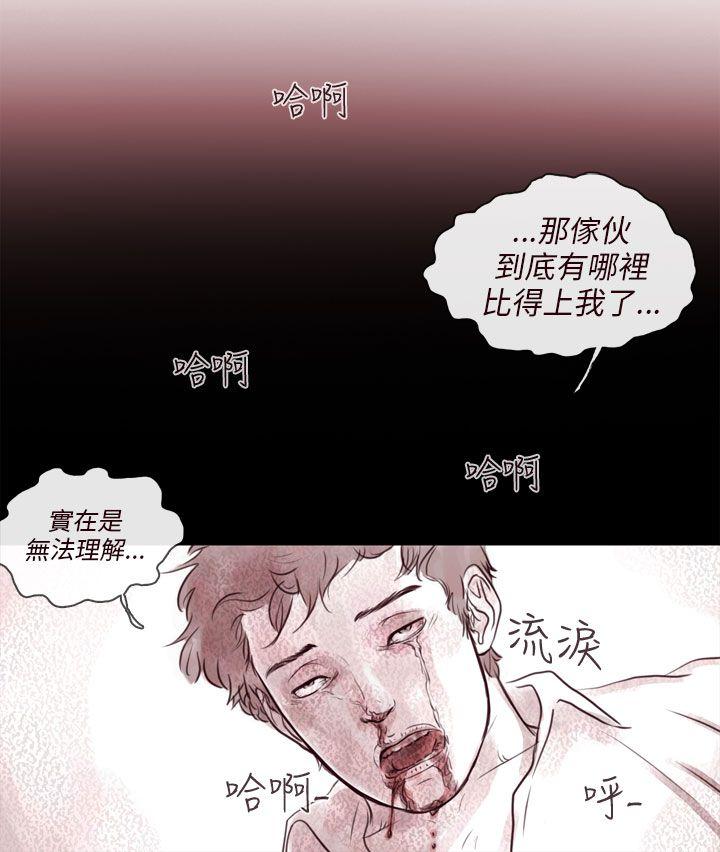 哈啊
...那傢伙
到底有哪裡
比得上我了...
哈啊
哈啊
實在是
無法理解...
流淚
哈啊-
呼-